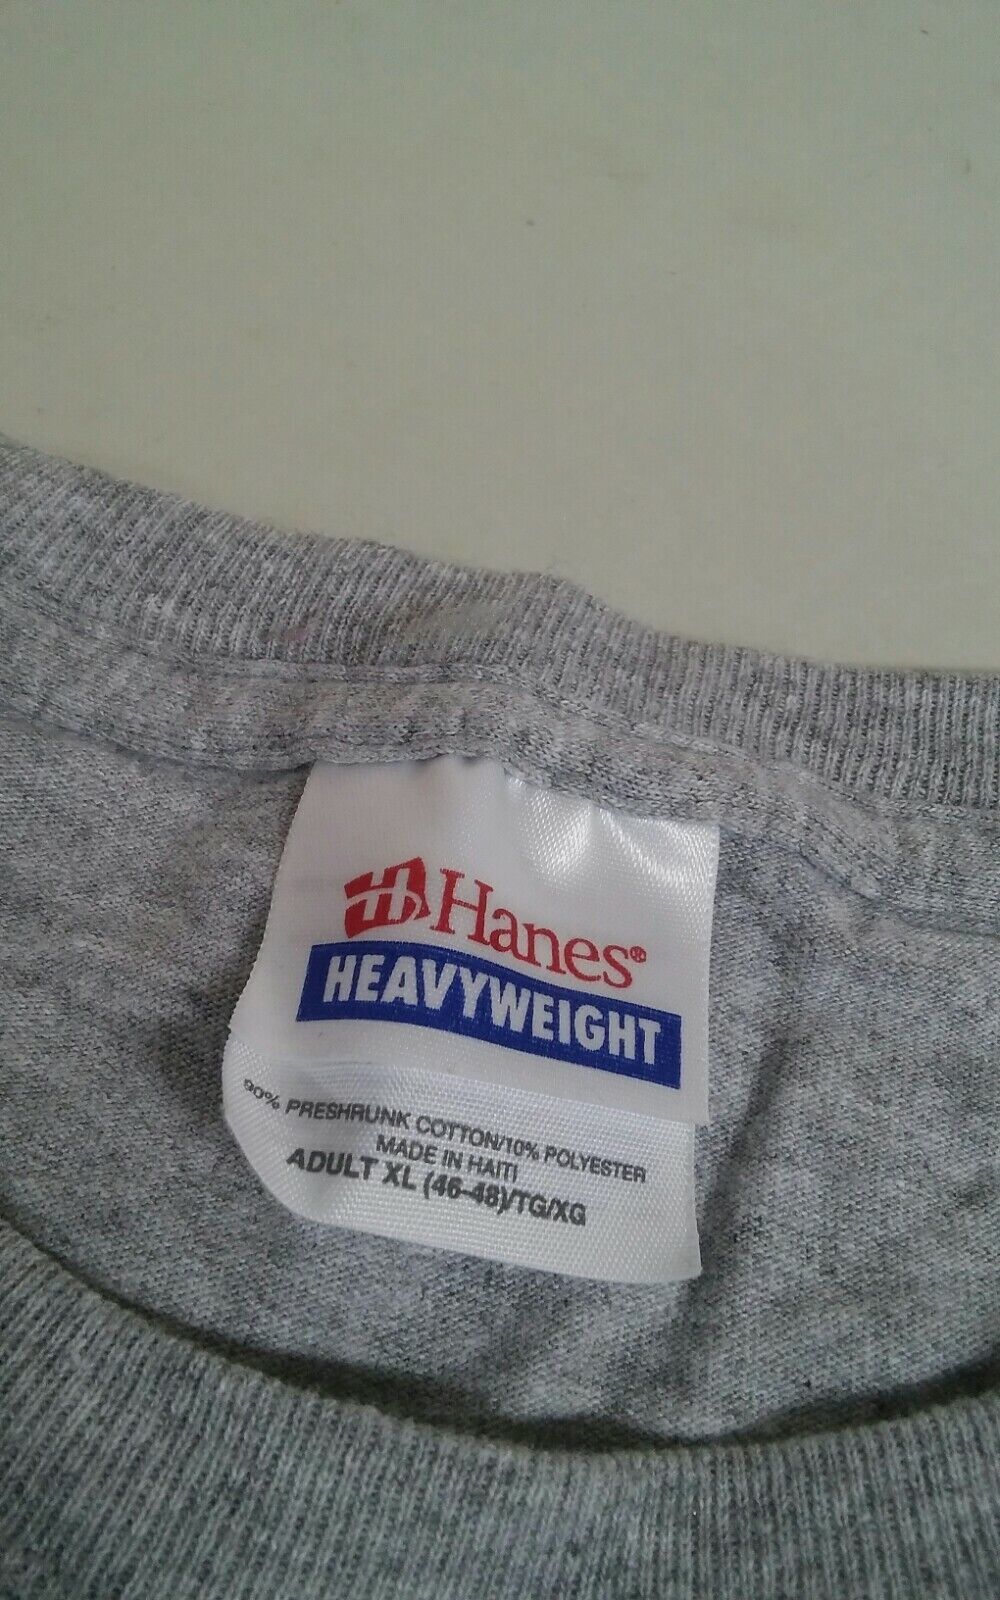 Hanes®
HEAVYWEIGHT
90% PRESHRUNK COTTON/10% POLYESTER
MADE IN HAITI
ADULT XL (46-48)/TG/XG